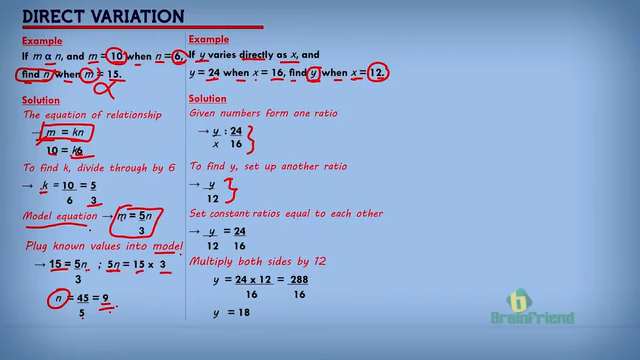 DIRECT VARIATION
Example
If m α n, and m = 10 when n = 6,
find n when m = 15.
α
Solution
The equation of relationship
→ m = kn
10 = k6
To find k, divide through by 6
→ k = 10 = 5
6 3
Model equation → m = 5n
3
Plug known values into model
→ 15 = 5n ; 5n = 15 x 3
3
n = 45 = 9
5
Example
If y varies directly as x, and
y = 24 when x = 16, find y when x = 12.
Solution
Given numbers form one ratio
→ y : 24
x 16
To find y, set up another ratio
→ y
12
Set constant ratios equal to each other
→ y = 24
12 16
Multiply both sides by 12
y = 24 x 12 = 288
16 16
y = 18
b
BrainFriend